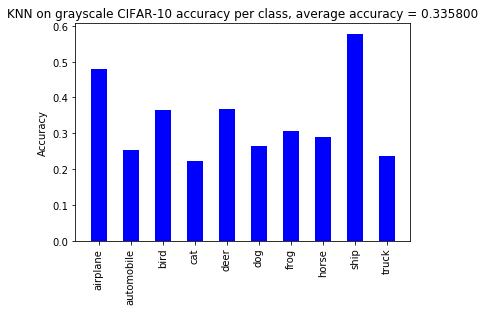 KNN on grayscale CIFAR-10 accuracy per class, average accuracy = 0.335800
0.6
0.5
0.4
0.3
0.2
0.1
0.0
Accuracy
airplane
automobile
bird
cat
deer
dog
frog
horse
ship
truck